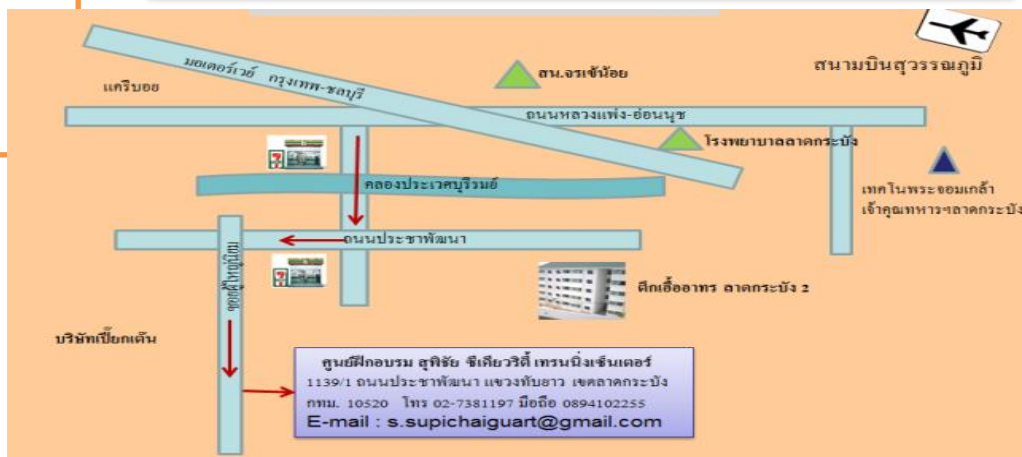 มอเตอร์เวย์ กรุงเทพ-ชลบุรี
สน.จรเข้น้อย
สนามบินสุวรรณภูมิ
แคริบอย
ถนนหลวงแพ่ง-อ่อนนุช
โรงพยาบาลลาดกระบัง
คลองประเวศบุรีรมย์
เทคโนพระจอมเกล้า
เจ้าคุณทหารฯลาดกระบัง
ถนนประชาพัฒนา
ซอยผู้ใหญ่นิยม
ตึกเอื้ออาทร ลาดกระบัง 2
บริษัทเปี๊ยกเต๊น
ศูนย์ฝึกอบรม สุพิชัย ซีเคียวริตี้ เทรนนิ่งเซ็นเตอร์
1139/1 ถนนประชาพัฒนา แขวงทับยาว เขตลาดกระบัง
กทม. 10520 โทร 02-7381197 มือถือ 0894102255
E-mail : s.supichaiguart@gmail.com